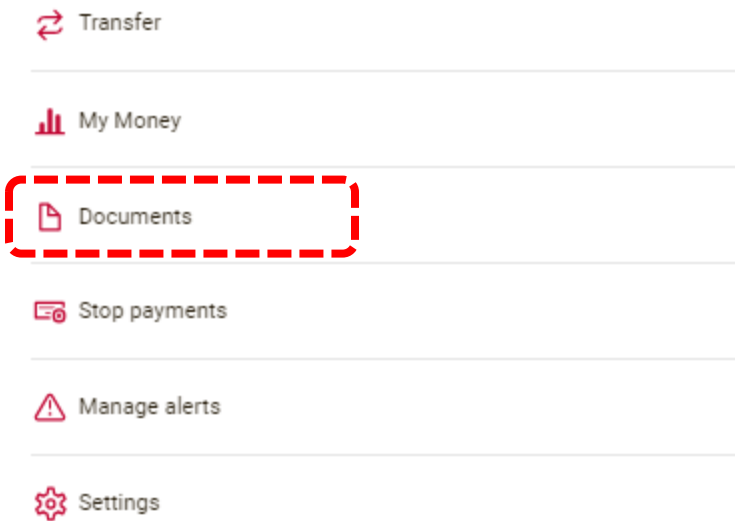 Transfer
My Money
Documents
Stop payments
Manage alerts
Settings